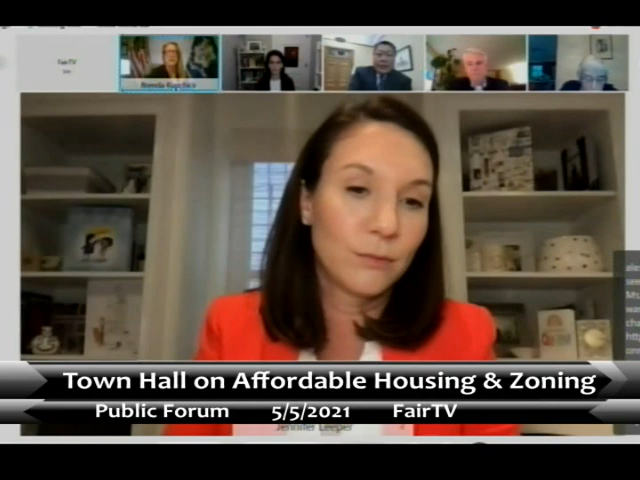 FairTV
Brenda Kupchick
Town Hall on Affordable Housing & Zoning
Public Forum 5/5/2021 FairTV
Jennifer Leeper